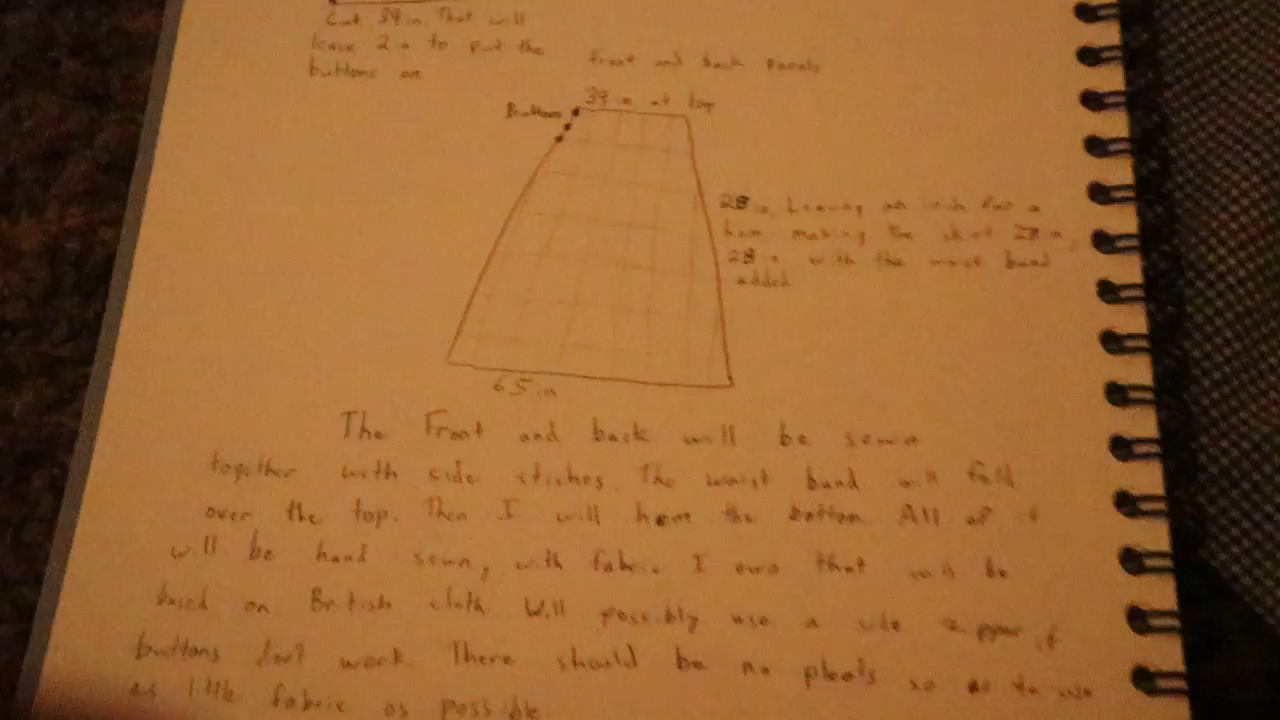 Cut 39 in. That will
leave 2 in to put the
buttons on
Front and back panels
39 in at top
Buttons
28 in. Leaving an inch for a
hem making the skirt 27 in,
28 in with the waist band
added
65 in
The Front and back will be sewn
together with side stiches. The waist band will fold
over the top. Then I will hem the bottom All of
will be hand sewn, with fabric I own that will be
based on British cloth. Will possibly use a side zipper if
buttons don't work. There should be no pleats so as to use
as little fabric as possible.